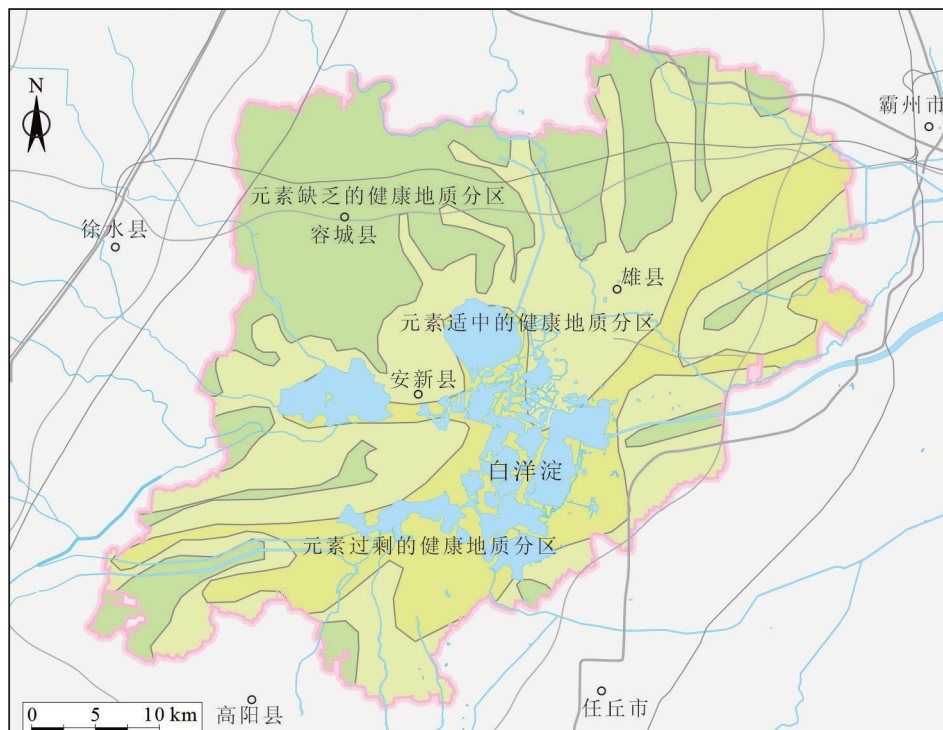 N
霸州市
元素缺乏的健康地质分区
容城县
徐水县
雄县
元素适中的健康地质分区
安新县
白洋淀
元素过剩的健康地质分区
高阳县
任丘市
0 5 10 km